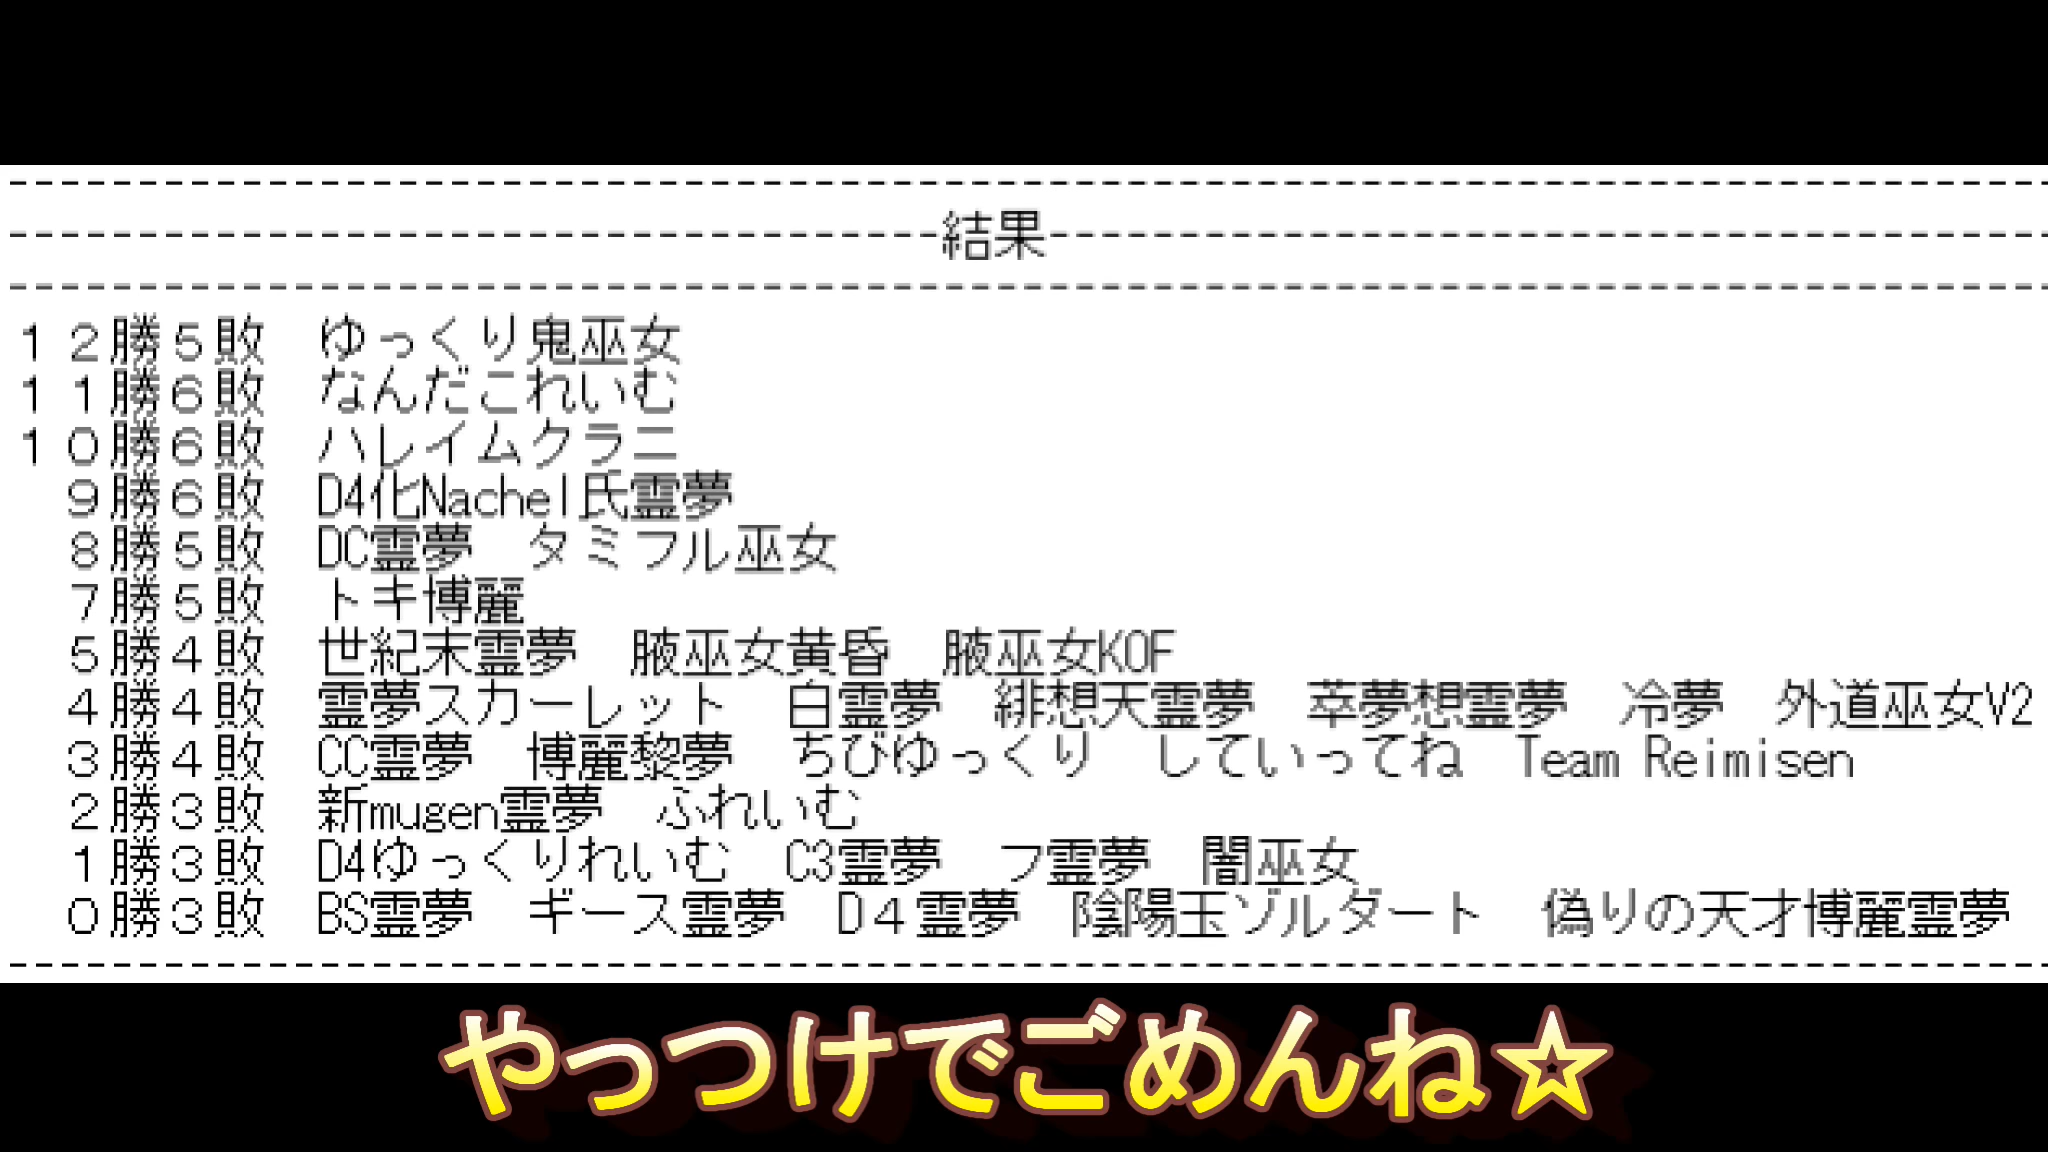 --------------------------------------------------------------------------------
------------------------------------結果---------------------------------------
--------------------------------------------------------------------------------
１２勝５敗　ゆっくり鬼巫女
１１勝６敗　なんだこれいむ
１０勝６敗　ハレイムクラニ
　９勝６敗　D4化Nachel氏霊夢
　８勝５敗　DC霊夢　タミフル巫女
　７勝５敗　トキ博麗
　５勝４敗　世紀末霊夢　腋巫女黄昏　腋巫女KOF
　４勝４敗　霊夢スカーレット　白霊夢　緋想天霊夢　萃夢想霊夢　冷夢　外道巫女V2
　３勝４敗　CC霊夢　博麗黎夢　ちびゆっくり　していってね　Team Reimisen
　２勝３敗　新mugen霊夢　ふれいむ
　１勝３敗　D4ゆっくりれいむ　C3霊夢　フ霊夢　闇巫女
　０勝３敗　BS霊夢　ギース霊夢　D４霊夢　陰陽玉ゾルダート　偽りの天才博麗霊夢
--------------------------------------------------------------------------------
やっつけでごめんね☆